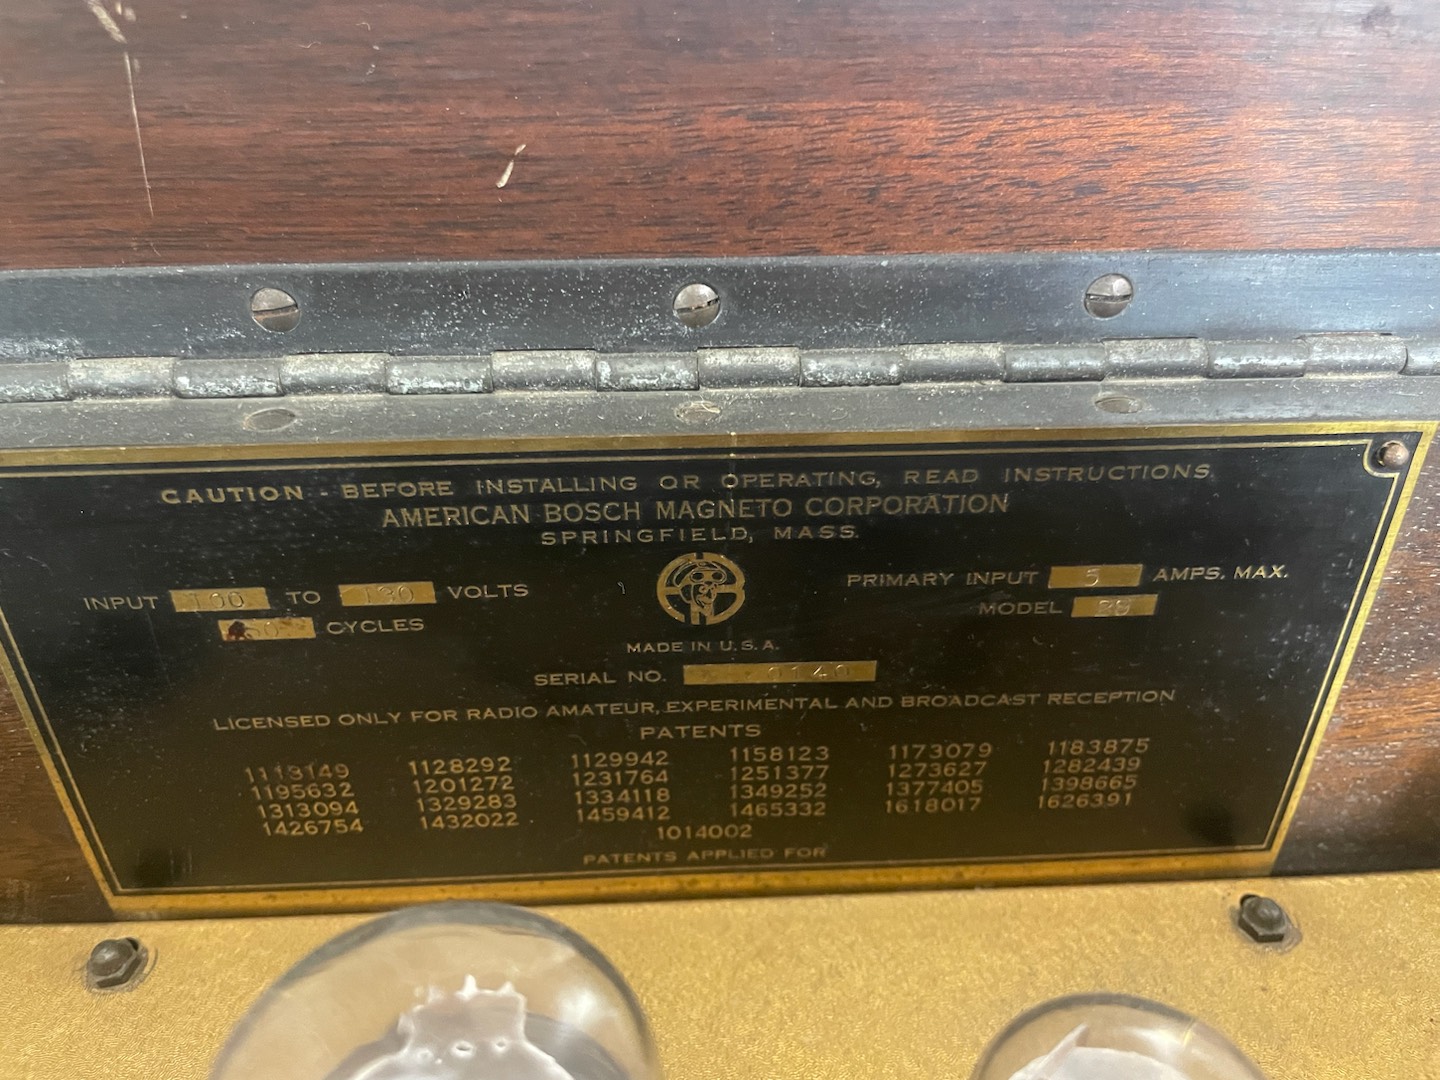 CAUTION - BEFORE INSTALLING OR OPERATING, READ INSTRUCTIONS
AMERICAN BOSCH MAGNETO CORPORATION
SPRINGFIELD, MASS.
INPUT 100 TO 130 VOLTS
CYCLES
PRIMARY INPUT 5 AMPS. MAX.
MODEL
MADE IN U.S.A.
SERIAL NO.
LICENSED ONLY FOR RADIO AMATEUR, EXPERIMENTAL AND BROADCAST RECEPTION
PATENTS
1113149 1128292 1129942 1158123 1173079 1183875
1195632 1201272 1231764 1251377 1273627 1282439
1313094 1329283 1334118 1349252 1377405 1398665
1426754 1432022 1459412 1465332 1618017 1626391
1014002
PATENTS APPLIED FOR